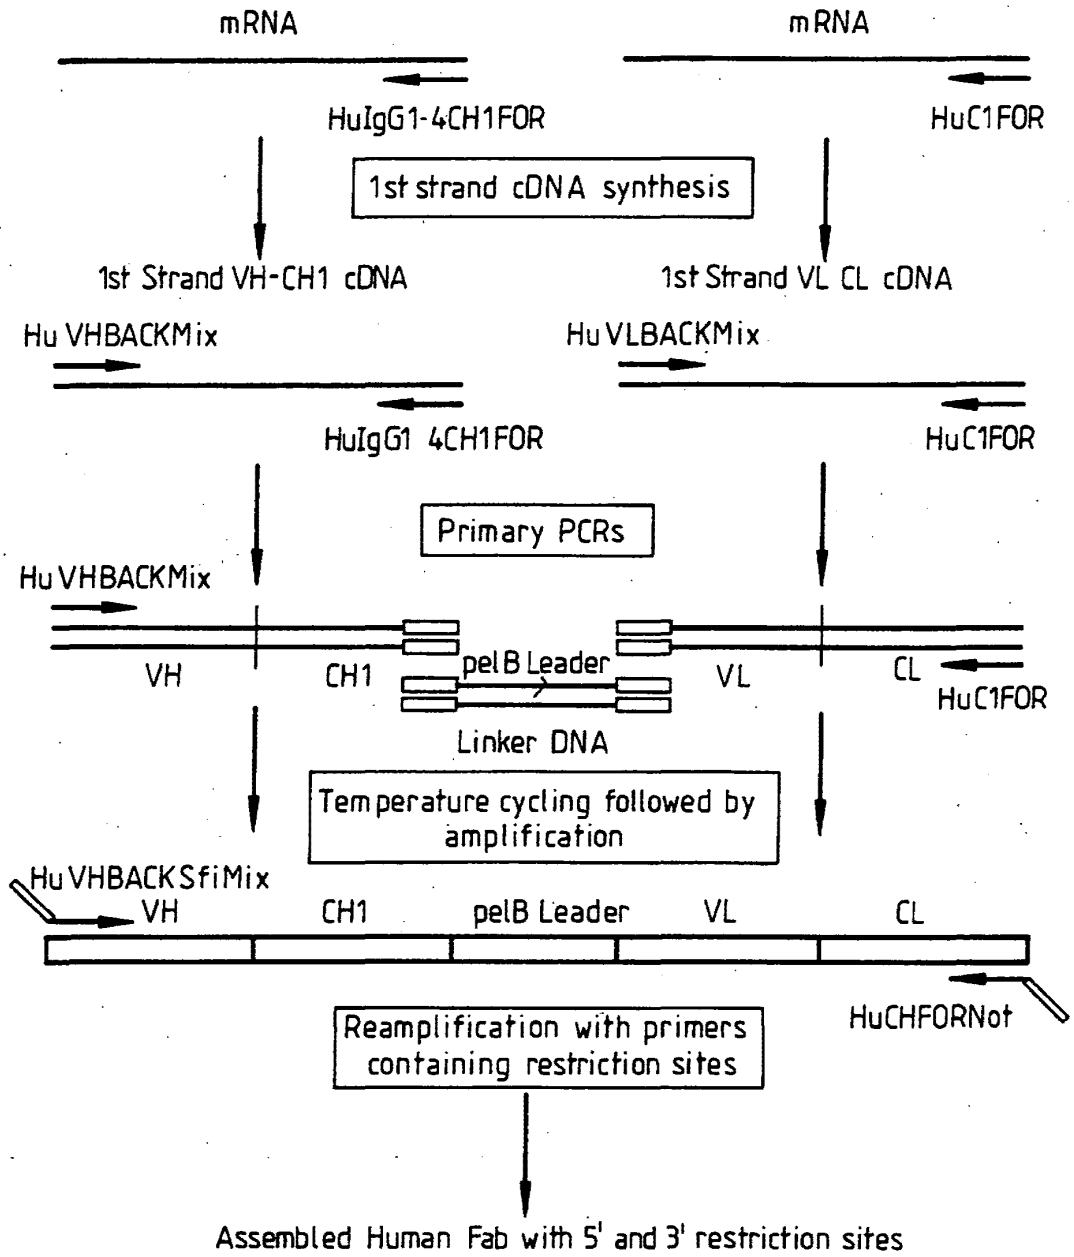 mRNA
mRNA
HuIgG1-4CH1FOR
HuC1FOR
1st strand cDNA synthesis
1st Strand VH-CH1 cDNA
1st Strand VL CL cDNA
Hu VHBACKMix
Hu VLBACKMix
HuIgG1 4CH1FOR
HuC1FOR
Primary PCRs
Hu VHBACKMix
VH
CH1
pelB Leader
VL
CL
HuC1FOR
Linker DNA
Temperature cycling followed by
amplification
Hu VHBACKSfiMix
VH
CH1
pelB Leader
VL
CL
HuCHFORNot
Reamplification with primers
containing restriction sites
Assembled Human Fab with 5' and 3' restriction sites